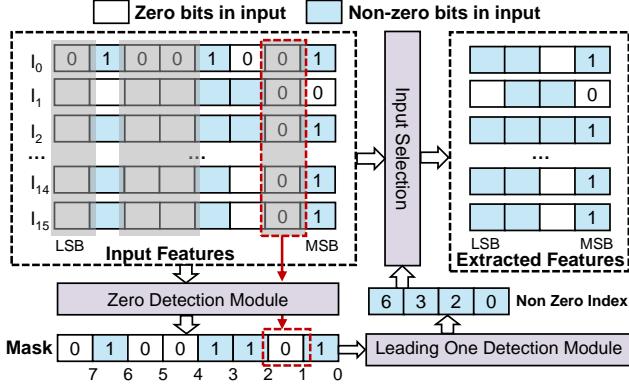 Zero bits in input
Non-zero bits in input
I0 0 1 0 0 1 0 0 1
I1 0
I2 0 1
... ...
I14 0 1
I15 0 1
LSB MSB
Input Features
Input Selection
1
0
1
...
1
1
LSB MSB
Extracted Features
Zero Detection Module
6 3 2 0 Non Zero Index
Mask 0 1 0 0 1 1 0 1
Leading One Detection Module
7 6 5 4 3 2 1 0